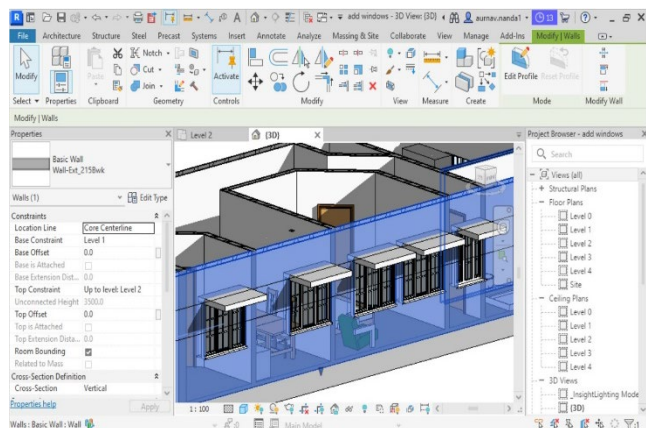 add windows - 3D View: {3D}
aurnav.nanda1
13
File Architecture Structure Steel Precast Systems Insert Annotate Analyze Massing & Site Collaborate View Manage Add-Ins Modify | Walls
Modify
Paste
Notch
Cut
Join
Activate
Edit Profile Reset Profile
Select Properties Clipboard Geometry Controls Modify View Measure Create Mode Modify Wall
Modify | Walls
Properties X
Level 2
{3D} X
Project Browser - add windows X
Basic Wall
Wall-Ext_215Bwk
Walls (1) Edit Type
Constraints
Location Line Core Centerline
Base Constraint Level 1
Base Offset 0.0
Base is Attached
Base Extension Dist... 0.0
Top Constraint Up to level: Level 2
Unconnected Height 3500.0
Top Offset 0.0
Top is Attached
Top Extension Dista... 0.0
Room Bounding
Related to Mass
Cross-Section Definition
Cross-Section Vertical
Properties help Apply
Search
Views (all)
Structural Plans
Floor Plans
Level 0
Level 1
Level 2
Level 3
Level 4
Site
Ceiling Plans
Level 0
Level 1
Level 2
Level 3
Level 4
3D Views
_InsightLighting Mode
{3D}
1 : 100
Walls : Basic Wall : Wall
:0
Main Model
:1